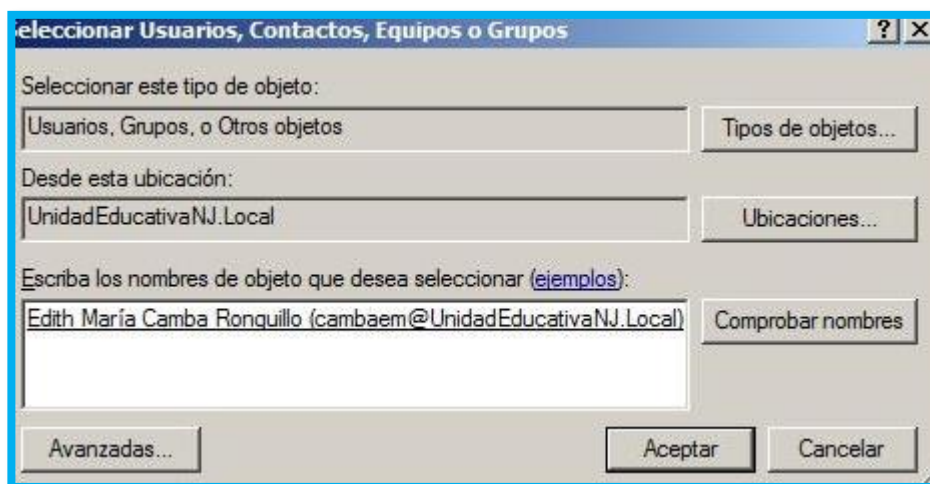 eleccionar Usuarios, Contactos, Equipos o Grupos
Seleccionar este tipo de objeto:
Usuarios, Grupos, o Otros objetos
Tipos de objetos...
Desde esta ubicación:
UnidadEducativaNJ.Local
Ubicaciones...
Escriba los nombres de objeto que desea seleccionar (ejemplos):
Edith María Camba Ronquillo (cambaem@UnidadEducativaNJ.Local)
Comprobar nombres
Avanzadas...
Aceptar
Cancelar